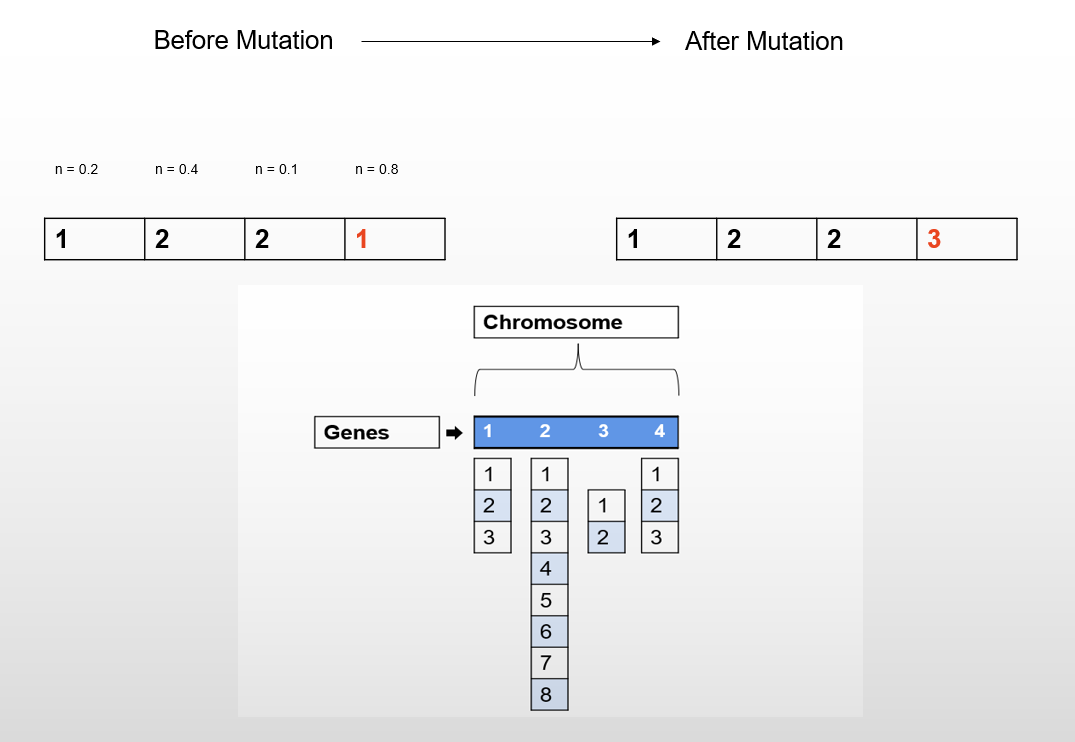 Before Mutation After Mutation
n = 0.2 n = 0.4 n = 0.1 n = 0.8
1 2 2 1 1 2 2 3
Chromosome
Genes 1 2 3 4
1 1 1
2 2 1 2
3 3 2 3
4
5
6
7
8